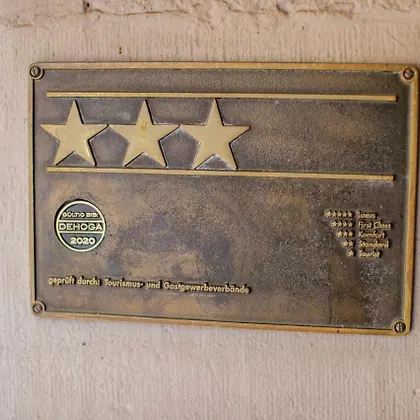 GÜLTIG BIS:
DEHOGA
2020
★★★★★ Luxus
★★★★ First Class
★★★ Komfort
★★ Standard
★ Tourist
geprüft durch: Tourismus- und Gastgewerbeverbände